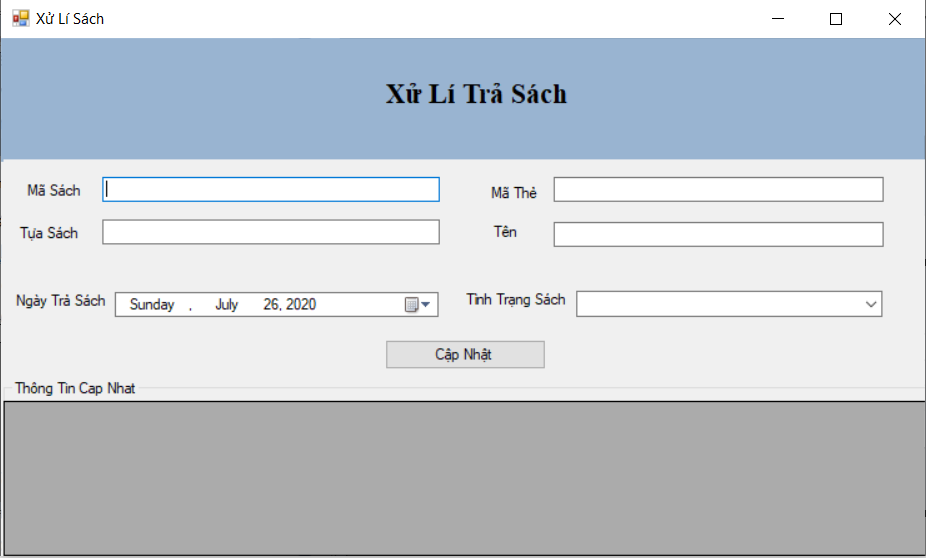 Xử Lí Sách
Xử Lí Trả Sách
Mã Sách
Mã Thẻ
Tựa Sách
Tên
Ngày Trả Sách
Sunday , July 26, 2020
Tình Trạng Sách
Cập Nhật
Thông Tin Cap Nhat